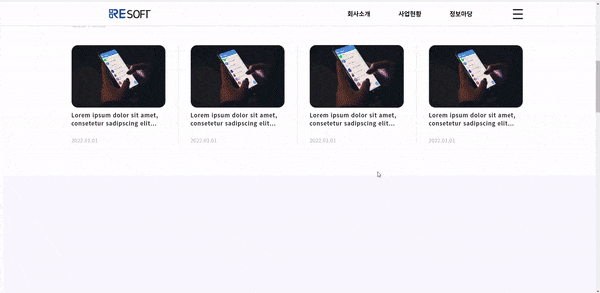 RESOFT
회사소개
사업현황
정보마당
Lorem ipsum dolor sit amet,
consetetur sadipscing elit...
2022.01.01
Lorem ipsum dolor sit amet,
consetetur sadipscing elit...
2022.01.01
Lorem ipsum dolor sit amet,
consetetur sadipscing elit...
2022.01.01
Lorem ipsum dolor sit amet,
consetetur sadipscing elit...
2022.01.01